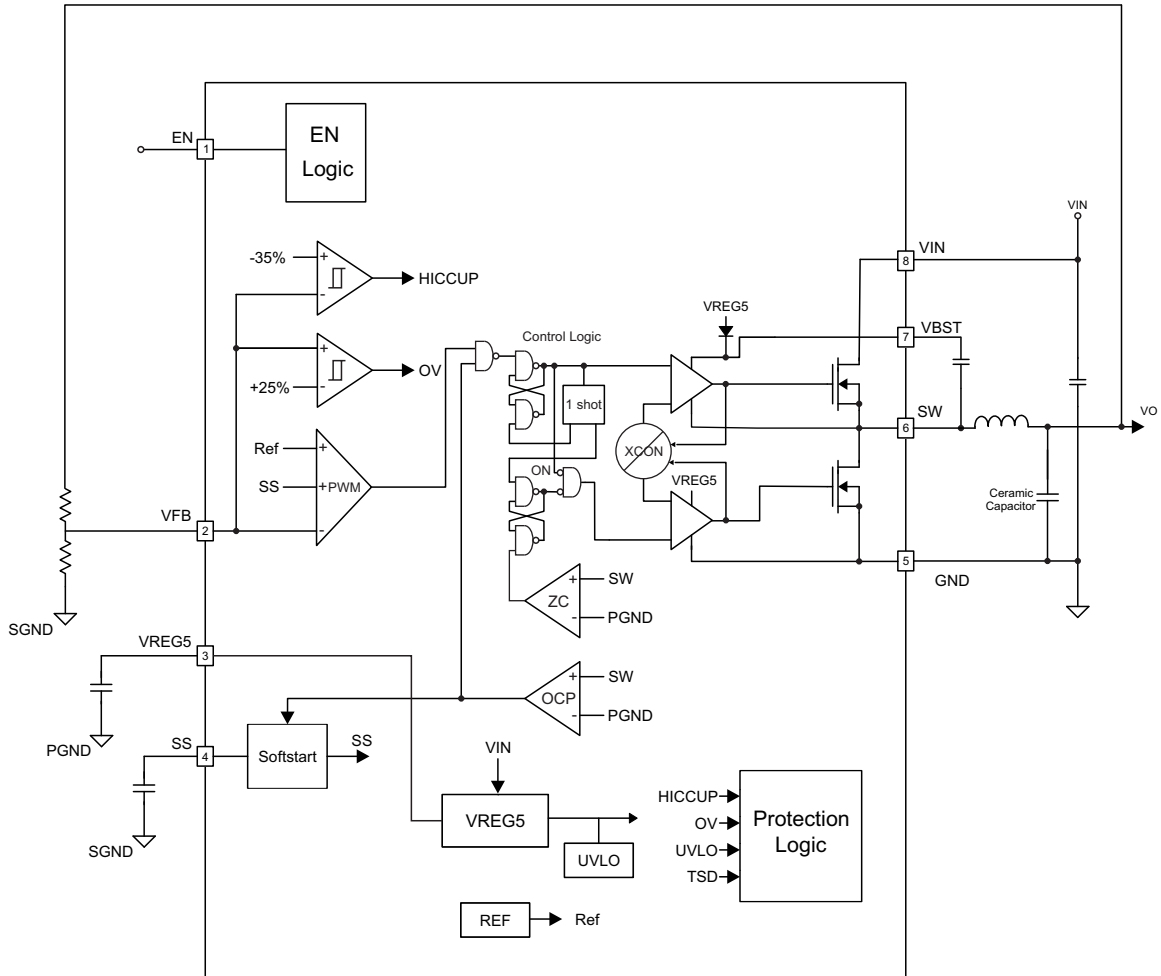 EN
1
EN
Logic
VIN
-35%
+
-
HICCUP
VIN
8
VREG5
VBST
7
Control Logic
+
+25%
-
OV
1 shot
SW
6
VO
Ref
+
SS
+
PWM
-
XCON
ON
VREG5
Ceramic
Capacitor
VFB
2
5
GND
SGND
ZC
+
SW
-
PGND
VREG5
3
OCP
+
SW
-
PGND
PGND
SS
4
Softstart
SS
VIN
SGND
VREG5
UVLO
HICCUP
OV
UVLO
TSD
Protection
Logic
REF
Ref